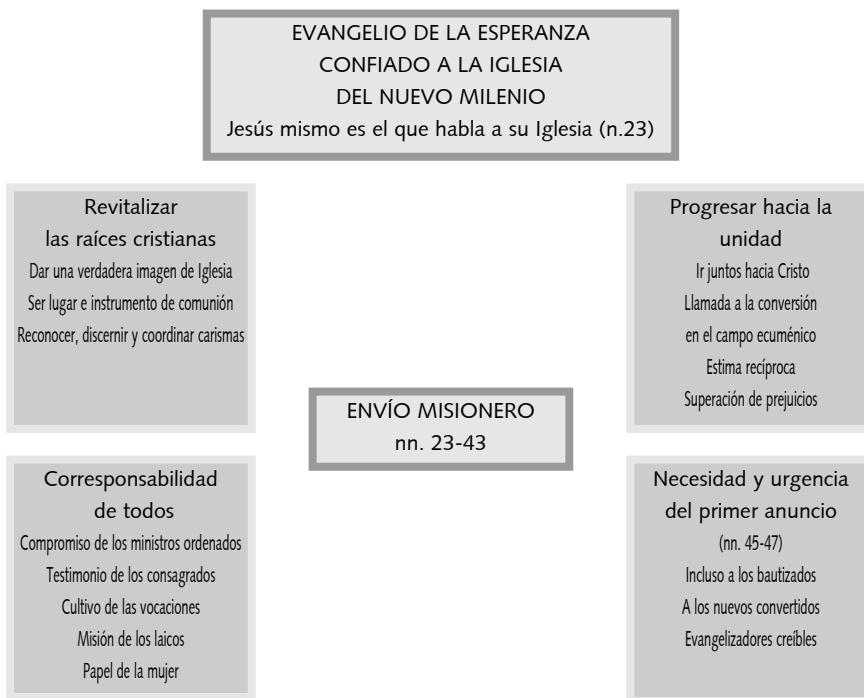 EVANGELIO DE LA ESPERANZA
CONFIADO A LA IGLESIA
DEL NUEVO MILENIO
Jesús mismo es el que habla a su Iglesia (n.23)
Revitalizar
las raíces cristianas
Dar una verdadera imagen de Iglesia
Ser lugar e instrumento de comunión
Reconocer, discernir y coordinar carismas
Progresar hacia la
unidad
Ir juntos hacia Cristo
Llamada a la conversión
en el campo ecuménico
Estima recíproca
Superación de prejuicios
ENVÍO MISIONERO
nn. 23-43
Corresponsabilidad
de todos
Compromiso de los ministros ordenados
Testimonio de los consagrados
Cultivo de las vocaciones
Misión de los laicos
Papel de la mujer
Necesidad y urgencia
del primer anuncio
(nn. 45-47)
Incluso a los bautizados
A los nuevos convertidos
Evangelizadores creíbles